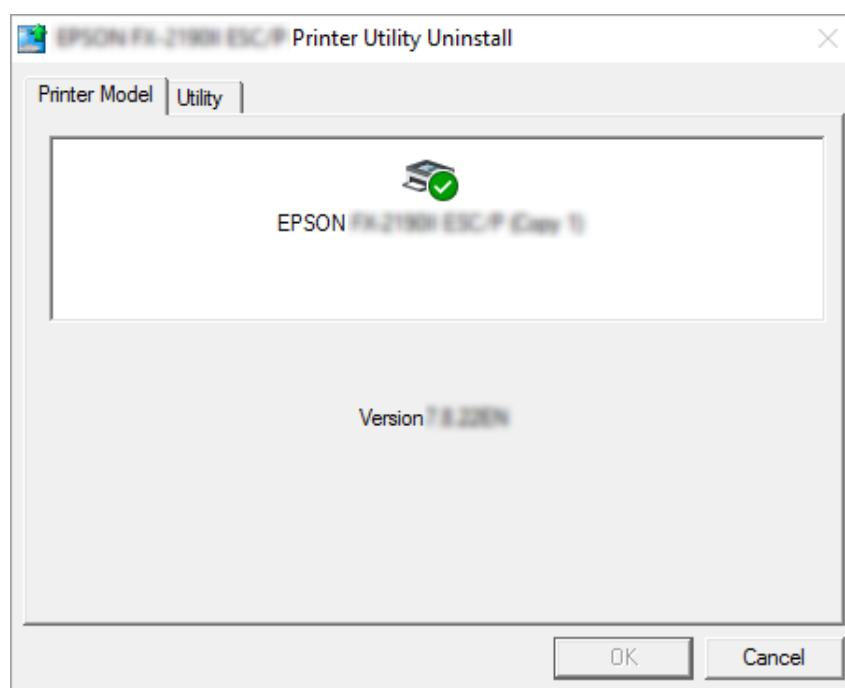 Printer Utility Uninstall
Printer Model
Utility
EPSON
Version
OK
Cancel